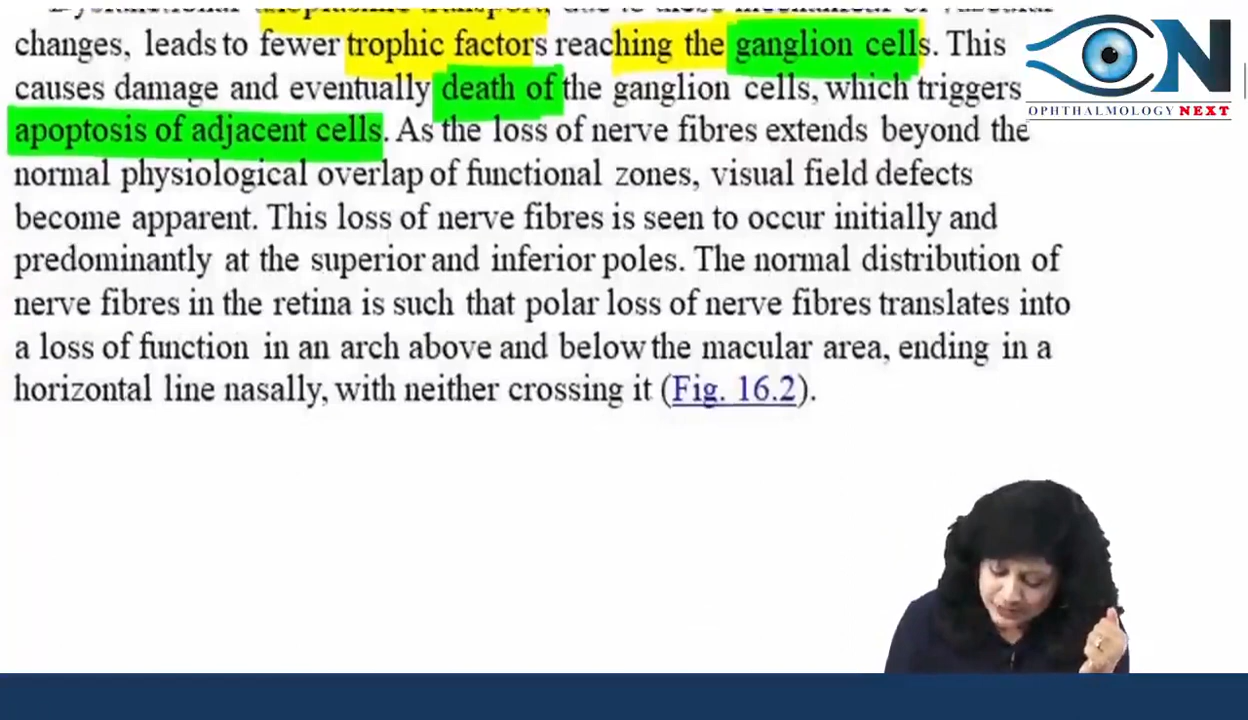 changes, leads to fewer trophic factors reaching the ganglion cells. This
causes damage and eventually death of the ganglion cells, which triggers
apoptosis of adjacent cells. As the loss of nerve fibres extends beyond the
normal physiological overlap of functional zones, visual field defects
become apparent. This loss of nerve fibres is seen to occur initially and
predominantly at the superior and inferior poles. The normal distribution of
nerve fibres in the retina is such that polar loss of nerve fibres translates into
a loss of function in an arch above and below the macular area, ending in a
horizontal line nasally, with neither crossing it (Fig. 16.2).
ON
OPHTHALMOLOGY NEXT